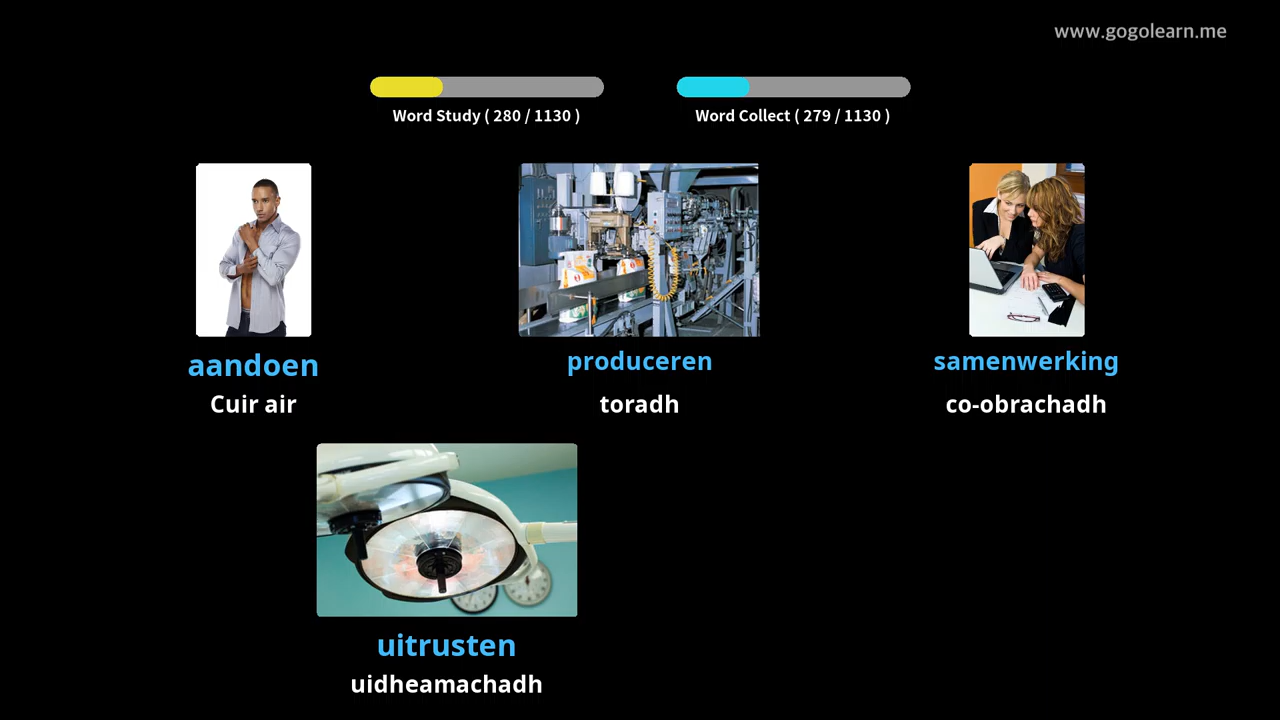 www.gogolearn.me
Word Study ( 280 / 1130 )
Word Collect ( 279 / 1130 )
aandoen
Cuir air
produceren
toradh
samenwerking
co-obrachadh
uitrusten
uidheamachadh